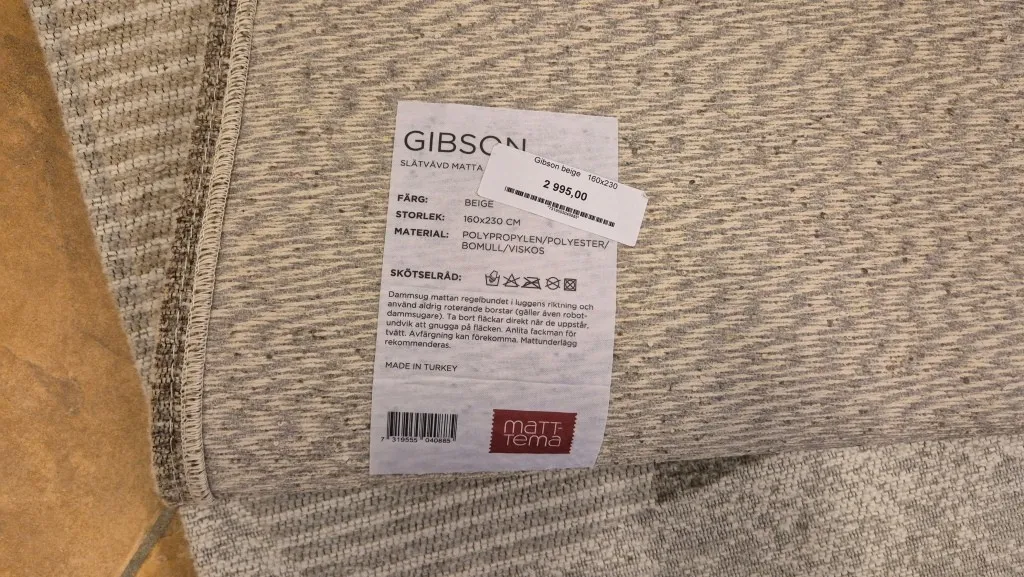 GIBSON
SLÄTVÄVD MATTA
Gibson beige 160x230
2 995,00
FÄRG: BEIGE
STORLEK: 160x230 CM
MATERIAL: POLYPROPYLEN/POLYESTER/
BOMULL/VISKOS
SKÖTSELRÅD:
Dammsug mattan regelbundet i luggens riktning och
använd aldrig roterande borstar (gäller även robot-
dammsugare). Ta bort fläckar direkt när de uppstår,
undvik att gnugga på fläcken. Anlita fackman för
tvätt. Avfärgning kan förekomma. Mattunderlägg
rekommenderas.
MADE IN TURKEY
7 319555 040885
MATT-
TEMA